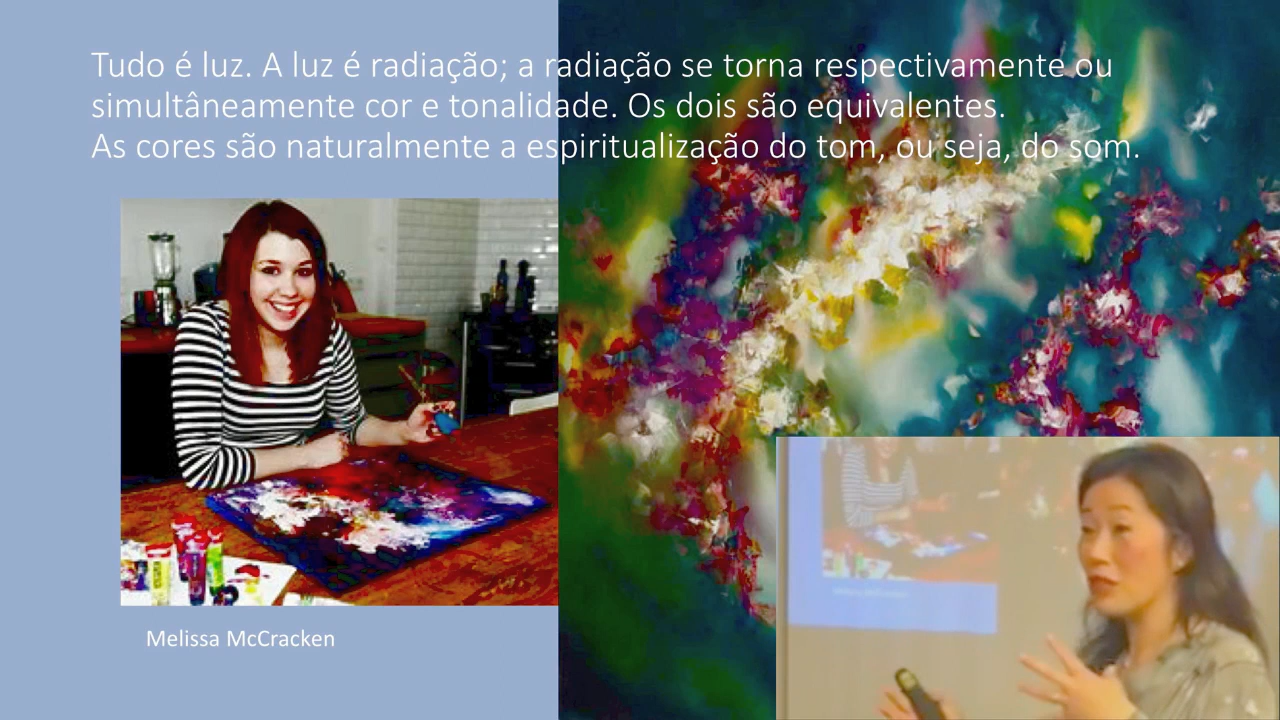 Tudo é luz. A luz é radiação; a radiação se torna respectivamente ou
simultâneamente cor e tonalidade. Os dois são equivalentes.
As cores são naturalmente a espiritualização do tom, ou seja, do som.
Melissa McCracken